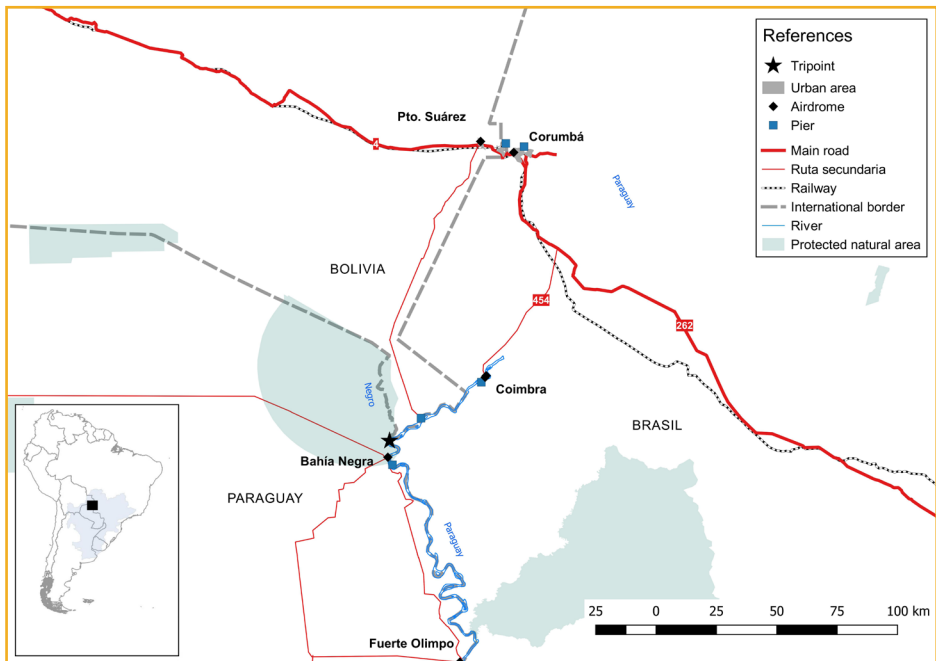 References
Tripoint
Urban area
Airdrome
Pier
Main road
Ruta secundaria
Railway
International border
River
Protected natural area
Pto. Suárez
Corumbá
4
Paraguay
BOLIVIA
454
262
Negro
Coimbra
BRASIL
Bahía Negra
PARAGUAY
Paraguay
25 0 25 50 75 100 km
Fuerte Olimpo